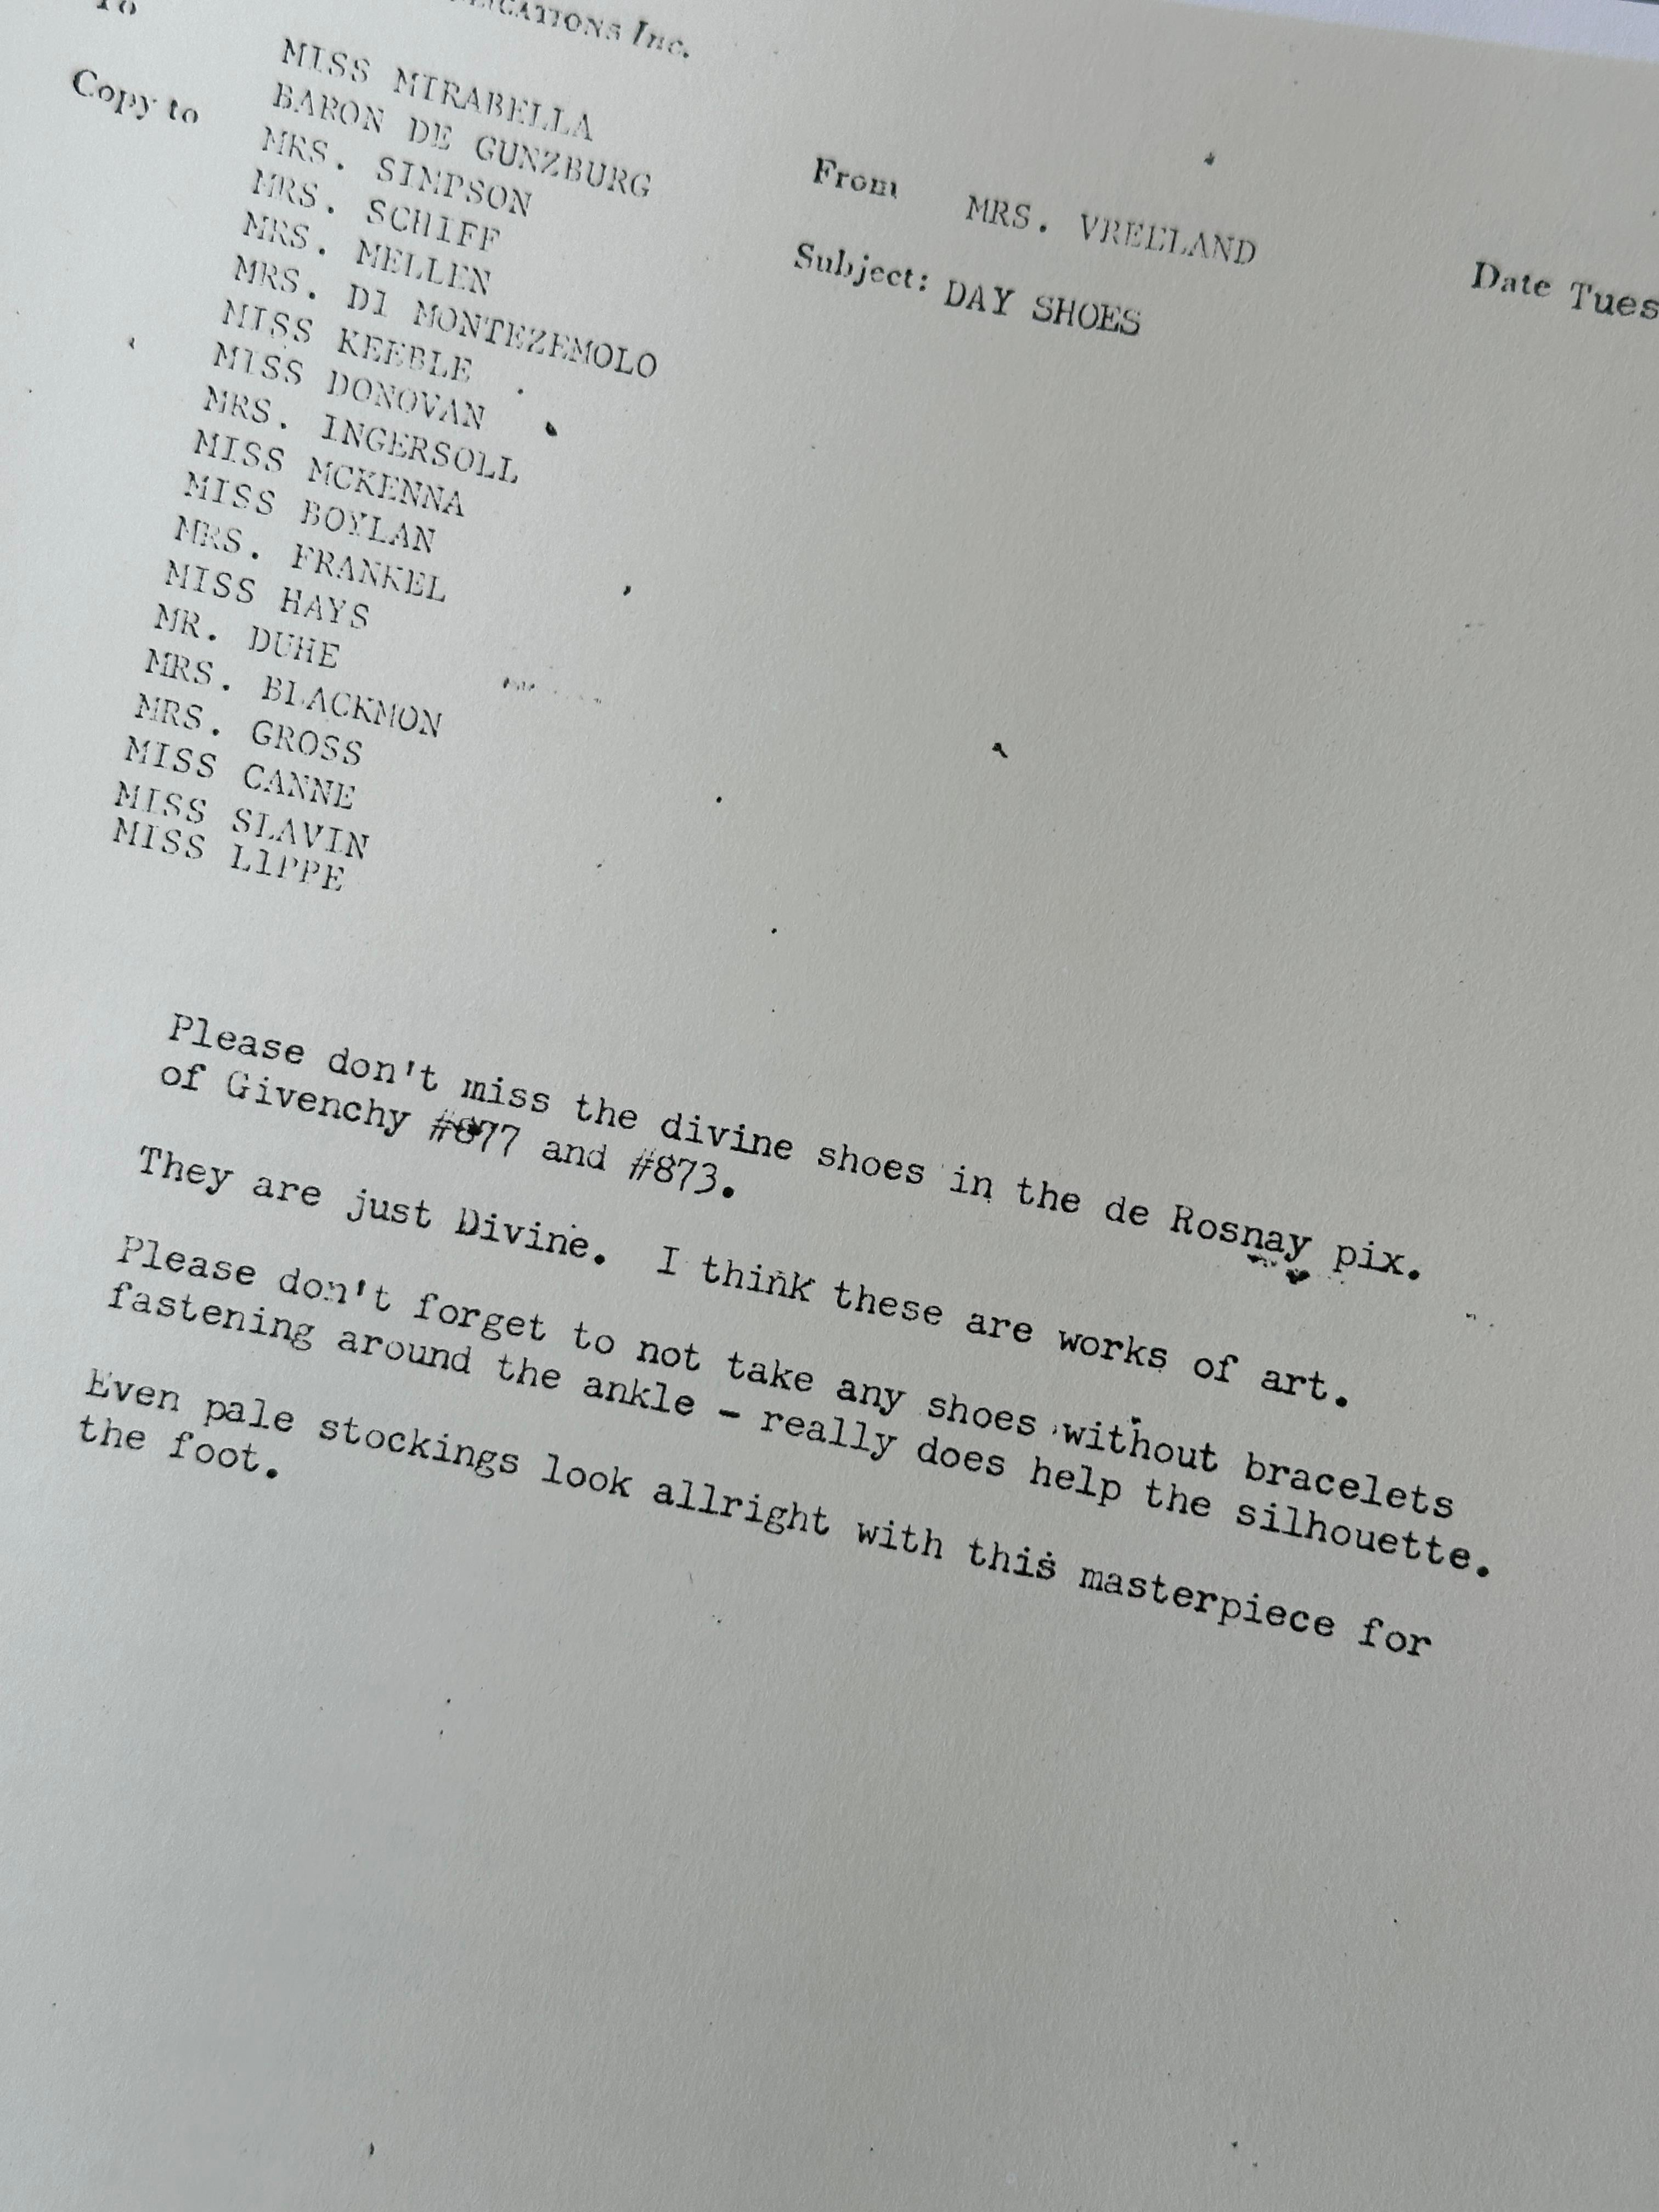 To
Inc.
Copy to
MISS MIRABELLA
BARON DE GUNZBURG
MRS. SIMPSON
MRS. SCHIFF
MRS. MELLEN
MRS. DI MONTEZEMOLO
MISS KEEBLE
MISS DONOVAN
MRS. INGERSOLL
MISS MCKENNA
MISS BOYLAN
MRS. FRANKEL
MISS HAYS
MR. DUHE
MRS. BLACKMON
MRS. GROSS
MISS CANNE
MISS SLAVIN
MISS LIPPE
From MRS. VREELAND
Subject: DAY SHOES
Date Tues
Please don't miss the divine shoes in the de Rosnay pix.
of Givenchy #877 and #873.
They are just Divine. I think these are works of art.
Please don't forget to not take any shoes without bracelets
fastening around the ankle - really does help the silhouette.
Even pale stockings look allright with this masterpiece for
the foot.